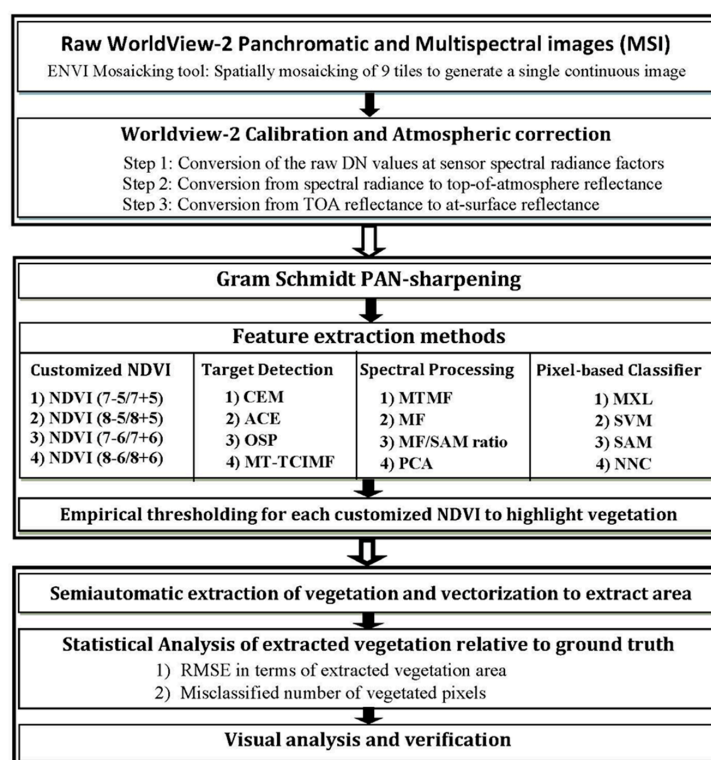 Raw WorldView-2 Panchromatic and Multispectral images (MSI)
ENVI Mosaicking tool: Spatially mosaicking of 9 tiles to generate a single continuous image
Worldview-2 Calibration and Atmospheric correction
Step 1: Conversion of the raw DN values at sensor spectral radiance factors
Step 2: Conversion from spectral radiance to top-of-atmosphere reflectance
Step 3: Conversion from TOA reflectance to at-surface reflectance
Gram Schmidt PAN-sharpening
Feature extraction methods
Customized NDVI
1) NDVI (7-5/7+5)
2) NDVI (8-5/8+5)
3) NDVI (7-6/7+6)
4) NDVI (8-6/8+6)
Target Detection
1) CEM
2) ACE
3) OSP
4) MT-TCIMF
Spectral Processing
1) MTMF
2) MF
3) MF/SAM ratio
4) PCA
Pixel-based Classifier
1) MXL
2) SVM
3) SAM
4) NNC
Empirical thresholding for each customized NDVI to highlight vegetation
Semiautomatic extraction of vegetation and vectorization to extract area
Statistical Analysis of extracted vegetation relative to ground truth
1) RMSE in terms of extracted vegetation area
2) Misclassified number of vegetated pixels
Visual analysis and verification